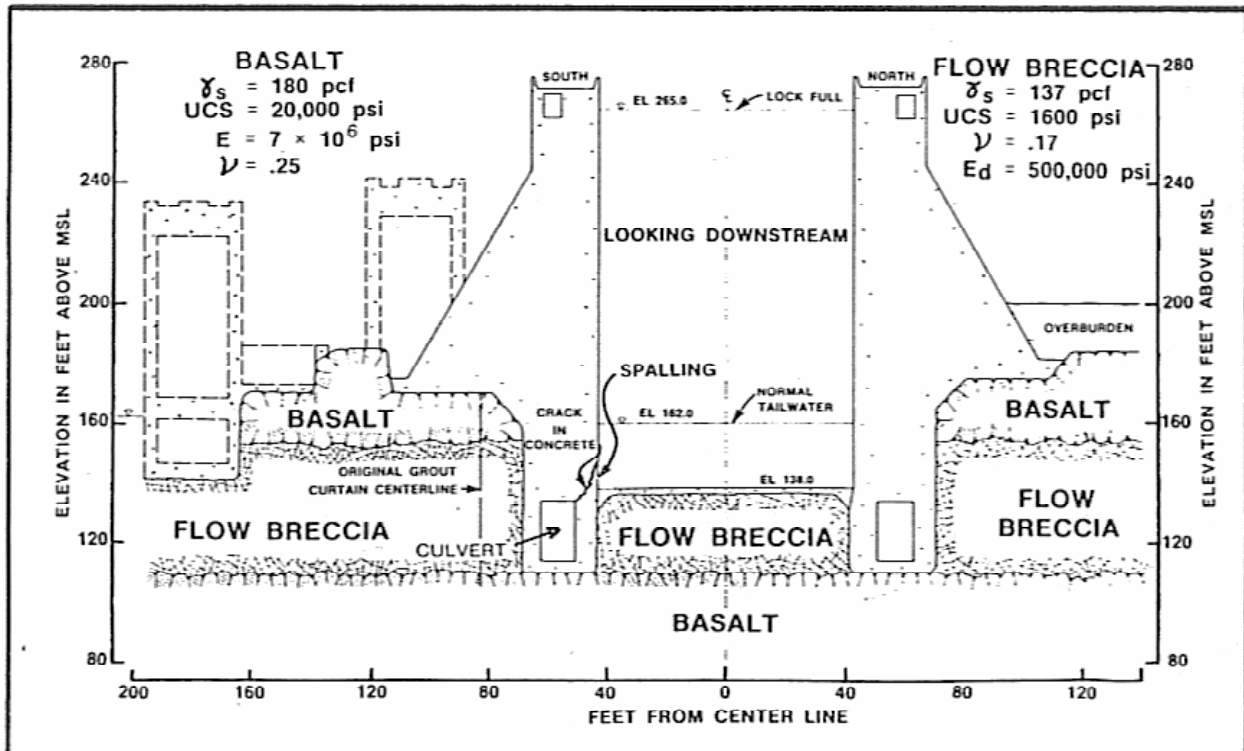 BASALT
γs = 180 pcf
UCS = 20,000 psi
E = 7 × 10⁶ psi
ν = .25
SOUTH
EL 265.0
℄
LOCK FULL
NORTH
FLOW BRECCIA
γs = 137 pcf
UCS = 1600 psi
ν = .17
Ed = 500,000 psi
ELEVATION IN FEET ABOVE MSL
280
240
200
160
120
80
LOOKING DOWNSTREAM
OVERBURDEN
SPALLING
BASALT
CRACK
IN
CONCRETE
EL 162.0
NORMAL
TAILWATER
BASALT
ORIGINAL GROUT
CURTAIN CENTERLINE
EL 138.0
FLOW BRECCIA
CULVERT
FLOW BRECCIA
FLOW
BRECCIA
BASALT
280
240
200
160
120
80
ELEVATION IN FEET ABOVE MSL
200
160
120
80
40
0
40
80
120
FEET FROM CENTER LINE